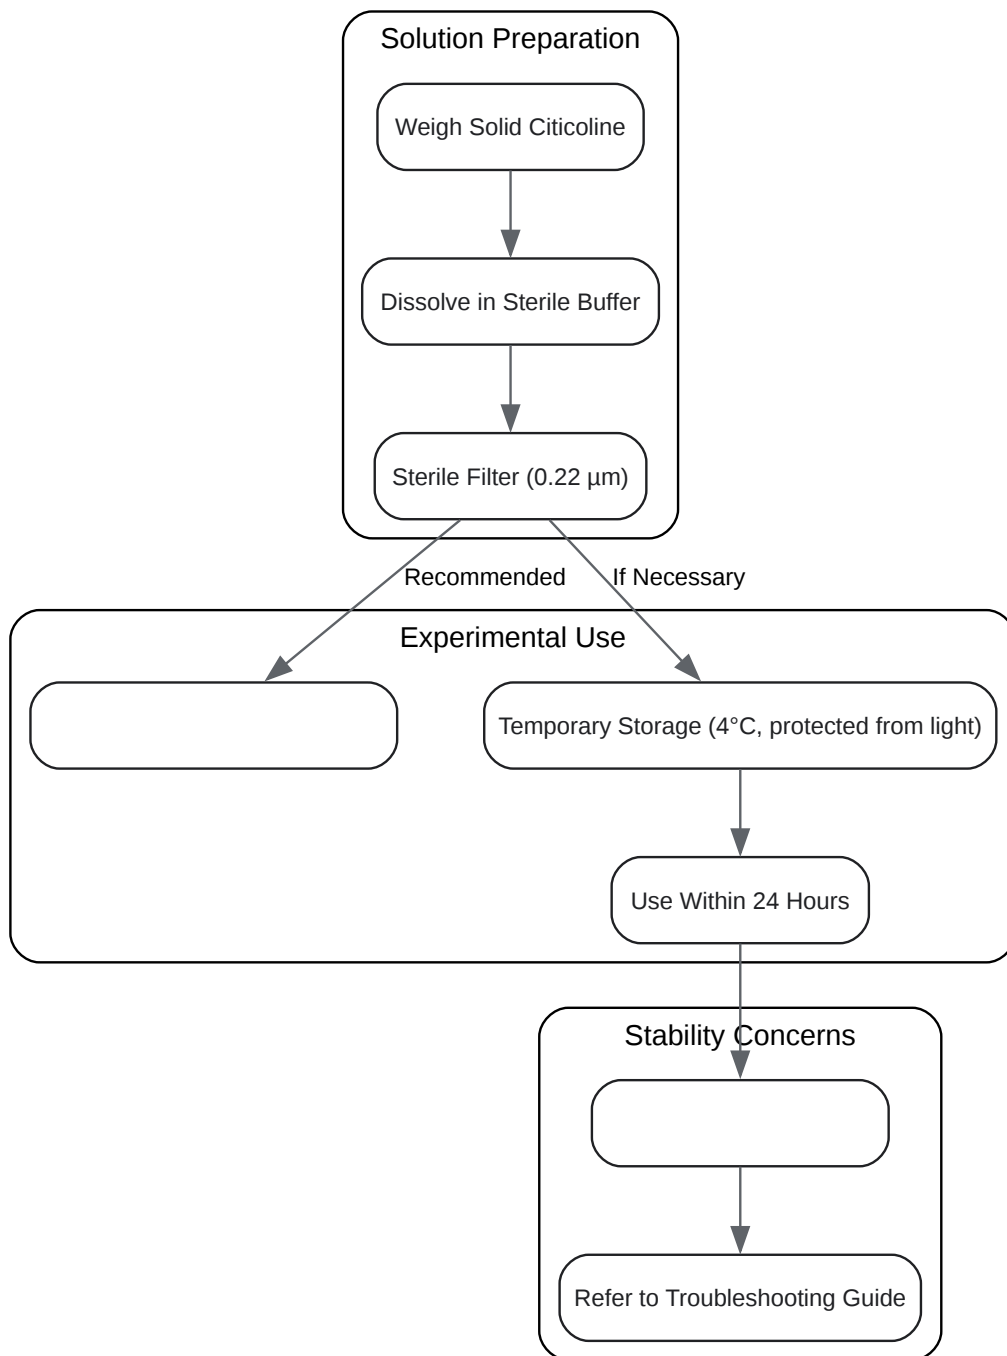 Solution Preparation
Weigh Solid Citicoline
Dissolve in Sterile Buffer
Sterile Filter (0.22 µm)
Recommended
If Necessary
Experimental Use
Temporary Storage (4°C, protected from light)
Use Within 24 Hours
Stability Concerns
Refer to Troubleshooting Guide